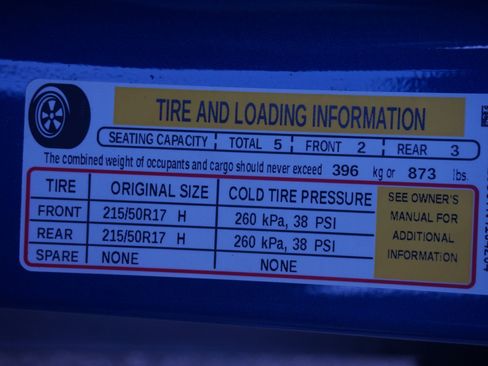 TIRE AND LOADING INFORMATION
SEATING CAPACITY TOTAL 5 FRONT 2 REAR 3
The combined weight of occupants and cargo should never exceed 396 kg or 873 lbs.
TIRE ORIGINAL SIZE COLD TIRE PRESSURE
FRONT 215/50R17 H 260 kPa, 38 PSI
REAR 215/50R17 H 260 kPa, 38 PSI
SPARE NONE NONE
SEE OWNER'S
MANUAL FOR
ADDITIONAL
INFORMATION